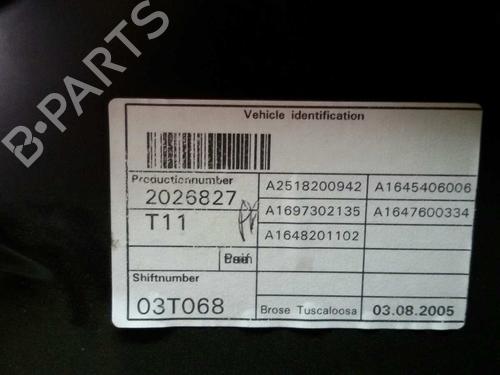 B-PARTS
Vehicle identification
Productionnumber
2026827
T11
A2518200942 A1645406006
A1697302135 A1647600334
A1648201102
Shiftnumber
03T068
Brose Tuscaloosa 03.08.2005